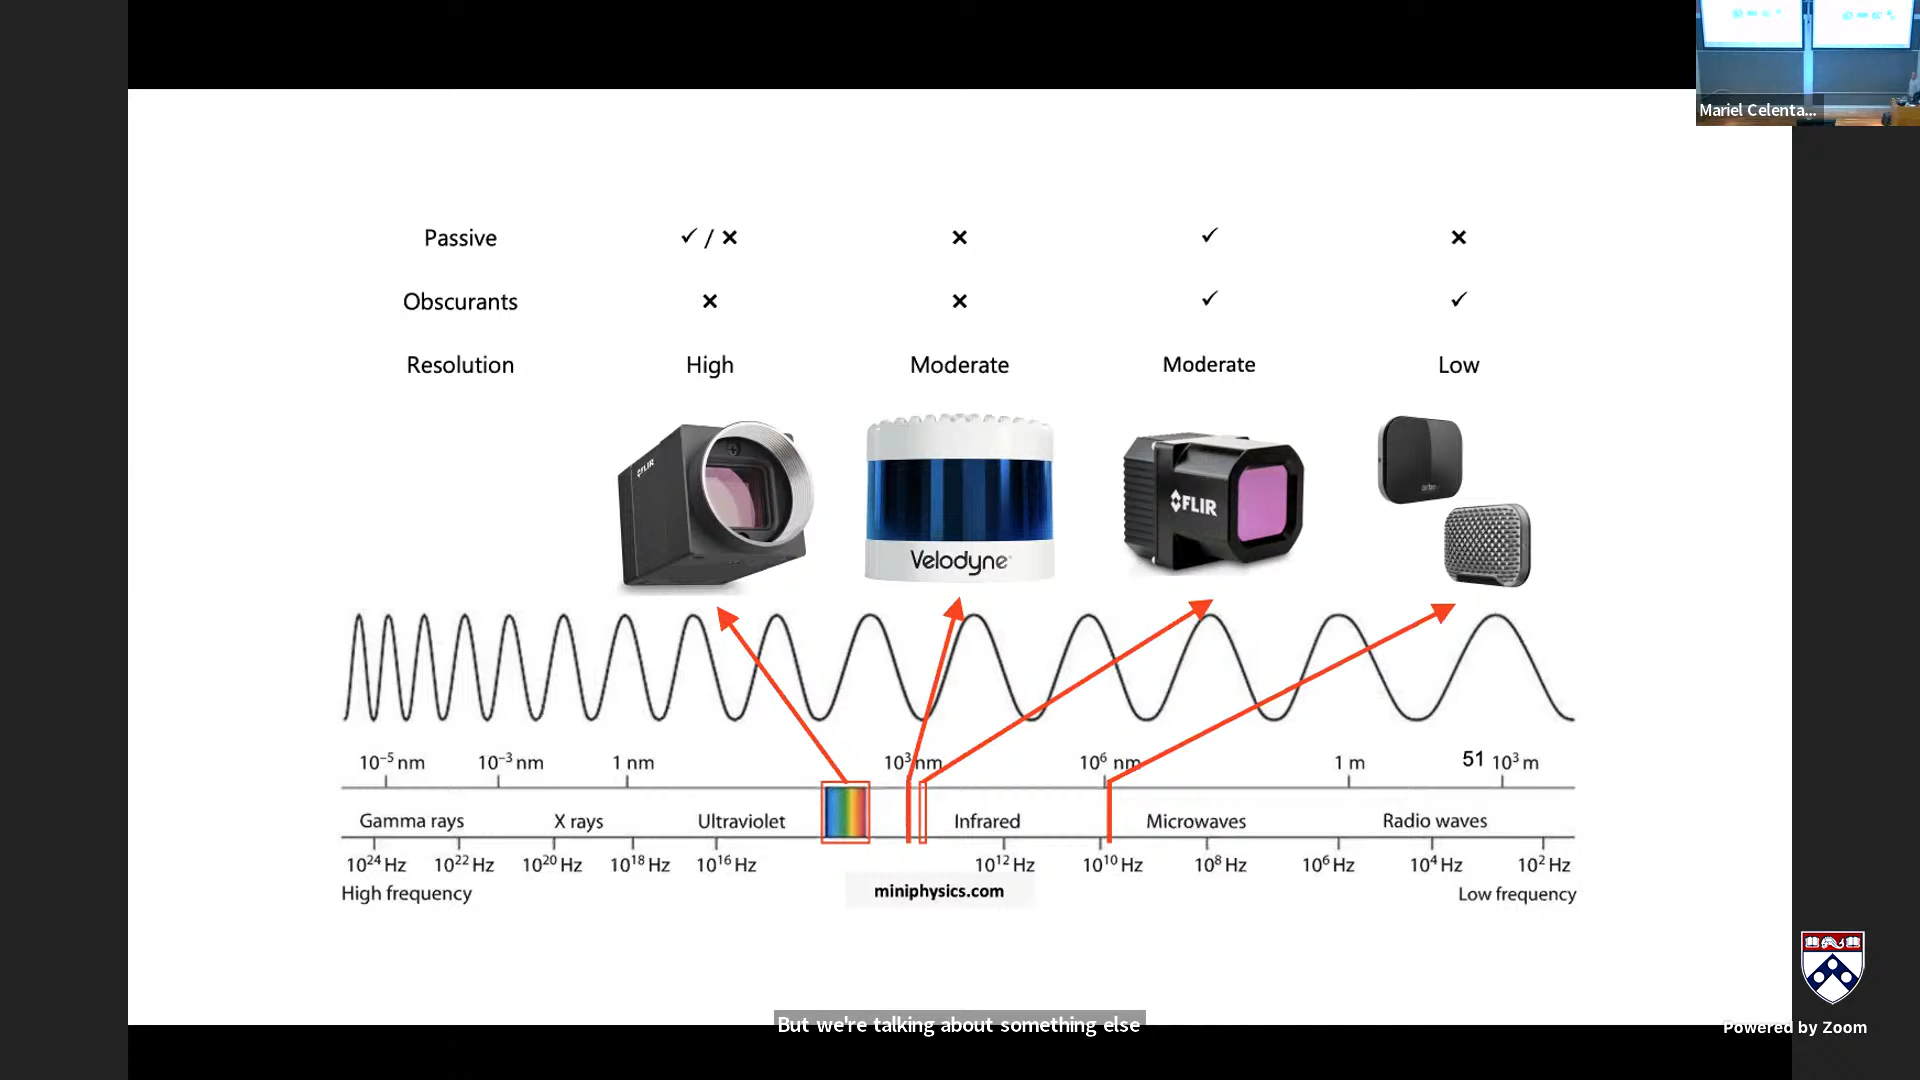 Mariel Celenta...
Passive ✓ / ✕ ✕ ✓ ✕
Obscurants ✕ ✕ ✓ ✓
Resolution High Moderate Moderate Low
FLIR
Velodyne
FLIR
10⁻⁵ nm 10⁻³ nm 1 nm 10³ nm 10⁶ nm 1 m 51 10³ m
Gamma rays X rays Ultraviolet Infrared Microwaves Radio waves
10²⁴ Hz 10²² Hz 10²⁰ Hz 10¹⁸ Hz 10¹⁶ Hz 10¹² Hz 10¹⁰ Hz 10⁸ Hz 10⁶ Hz 10⁴ Hz 10² Hz
High frequency miniphysics.com Low frequency
But we're talking about something else
Powered by Zoom